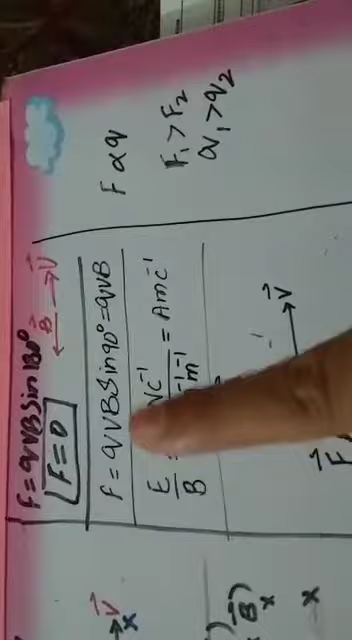 F = qVBSin180°
B⃗ V⃗
F = 0
F = qVBSin90° = qVB
F α q
E/B = Amc⁻¹
F₁ > F₂
q₁ > q₂
V⃗
V⃗
x
B⃗
x
x
F⃗